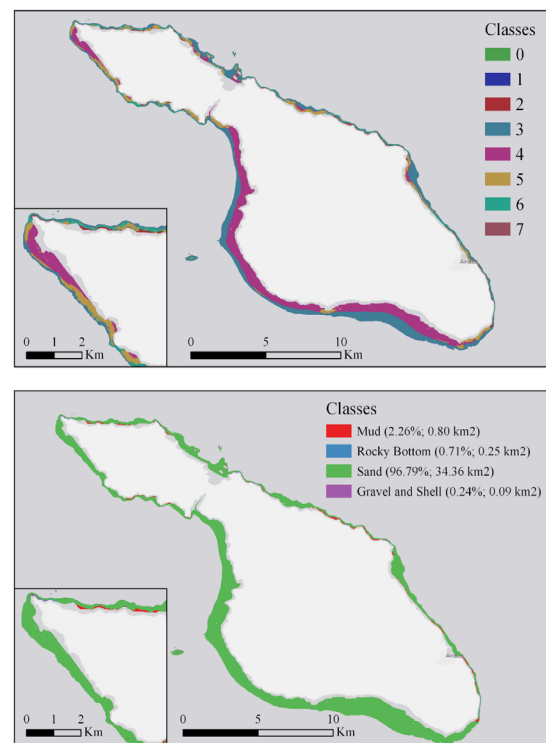 Classes
0
1
2
3
4
5
6
7
0 1 2
Km
0 5 10
Km
Classes
Mud (2.26%; 0.80 km2)
Rocky Bottom (0.71%; 0.25 km2)
Sand (96.79%; 34.36 km2)
Gravel and Shell (0.24%; 0.09 km2)
0 1 2
Km
0 5 10
Km